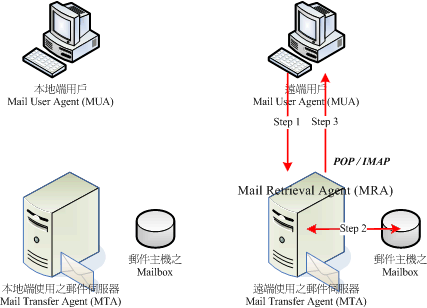 本地端用戶
Mail User Agent (MUA)
遠端用戶
Mail User Agent (MUA)
Step 1
Step 3
POP / IMAP
Mail Retrieval Agent (MRA)
Step 2
本地端使用之郵件伺服器
Mail Transfer Agent (MTA)
郵件主機之
Mailbox
遠端使用之郵件伺服器
Mail Transfer Agent (MTA)
郵件主機之
Mailbox